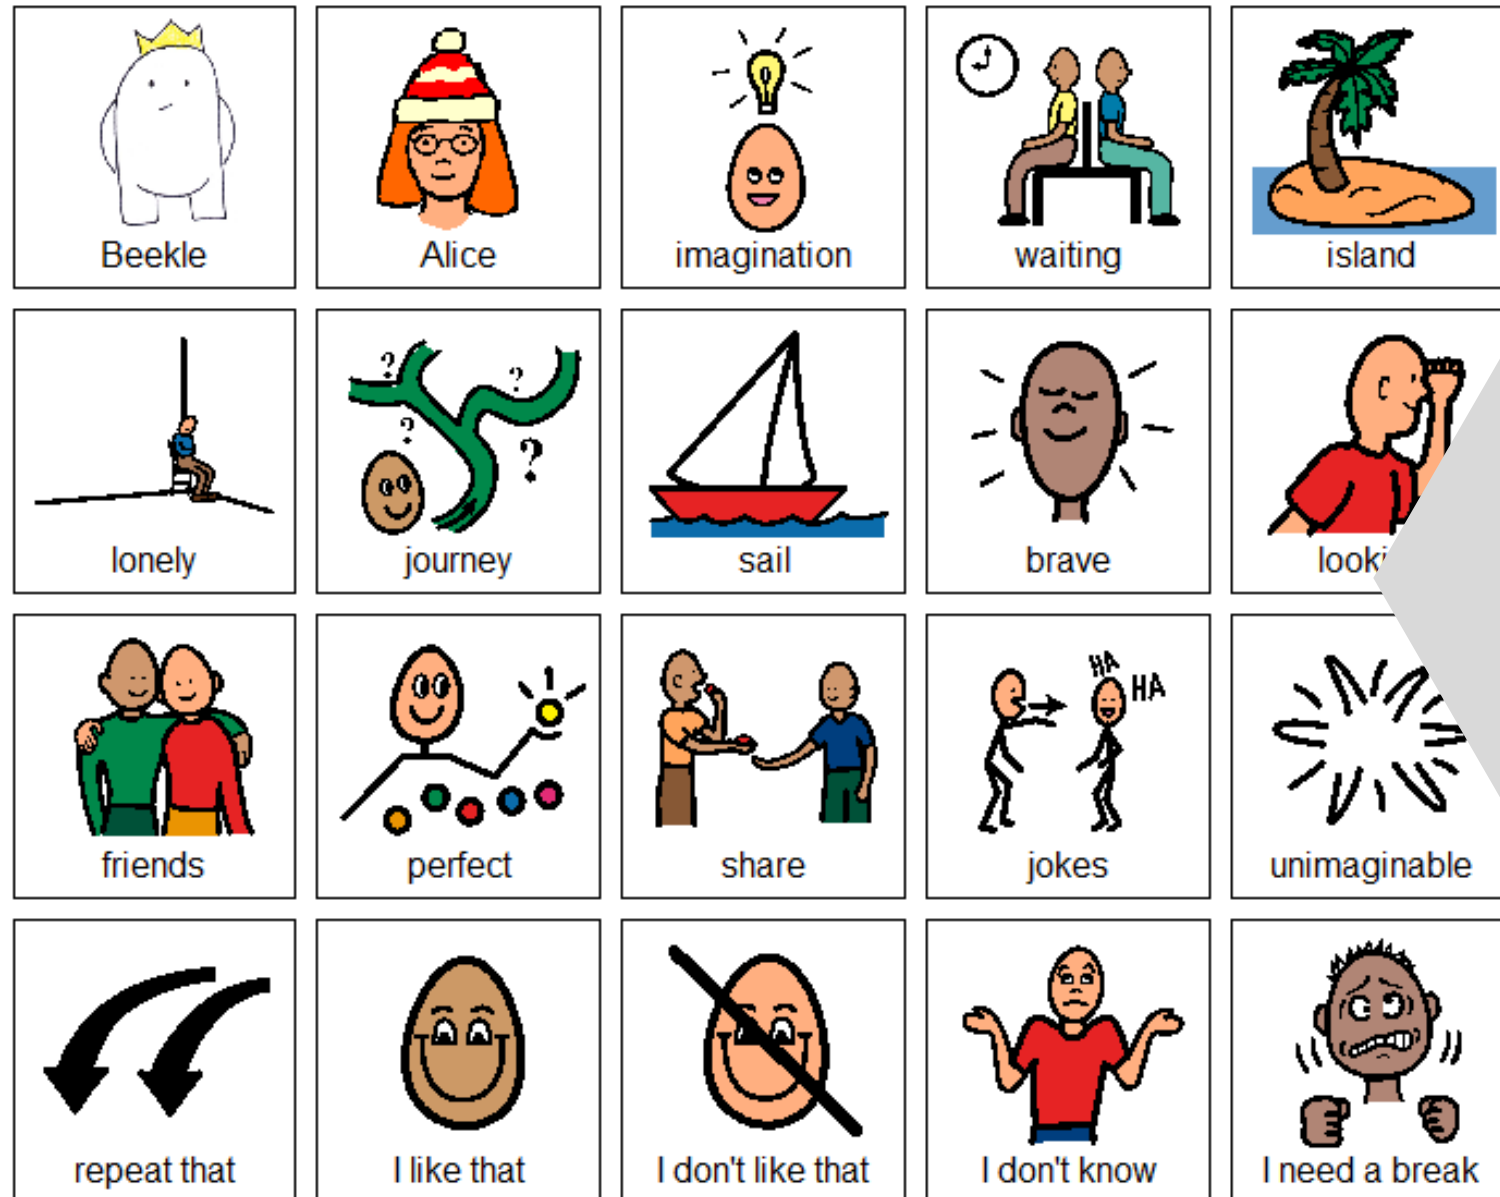 Beekle Alice imagination waiting island
? ? ? ?
lonely journey sail brave looki
HA HA
friends perfect share jokes unimaginable
repeat that I like that I don't like that I don't know I need a break